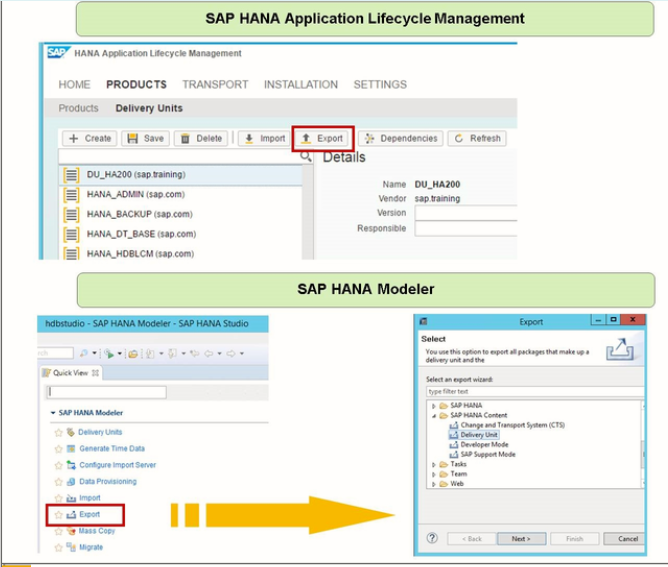 SAP HANA Application Lifecycle Management
SAP HANA Application Lifecycle Management
HOME PRODUCTS TRANSPORT INSTALLATION SETTINGS
Products Delivery Units
Create Save Delete Import Export Dependencies Refresh
Details
DU_HA200 (sap.training)
HANA_ADMIN (sap.com)
HANA_BACKUP (sap.com)
HANA_DT_BASE (sap.com)
HANA_HDBLCM (sap.com)
Name DU_HA200
Vendor sap.training
Version
Responsible
SAP HANA Modeler
hdbstudio - SAP HANA Modeler - SAP HANA Studio
Quick View
SAP HANA Modeler
Delivery Units
Generate Time Data
Configure Import Server
Data Provisioning
Import
Export
Mass Copy
Migrate
Export
Select
You use this option to export all packages that make up a
delivery unit and the
Select an export wizard:
type filter text
SAP HANA
SAP HANA Content
Change and Transport System (CTS)
Delivery Unit
Developer Mode
SAP Support Mode
Tasks
Team
Web
< Back Next > Finish Cancel